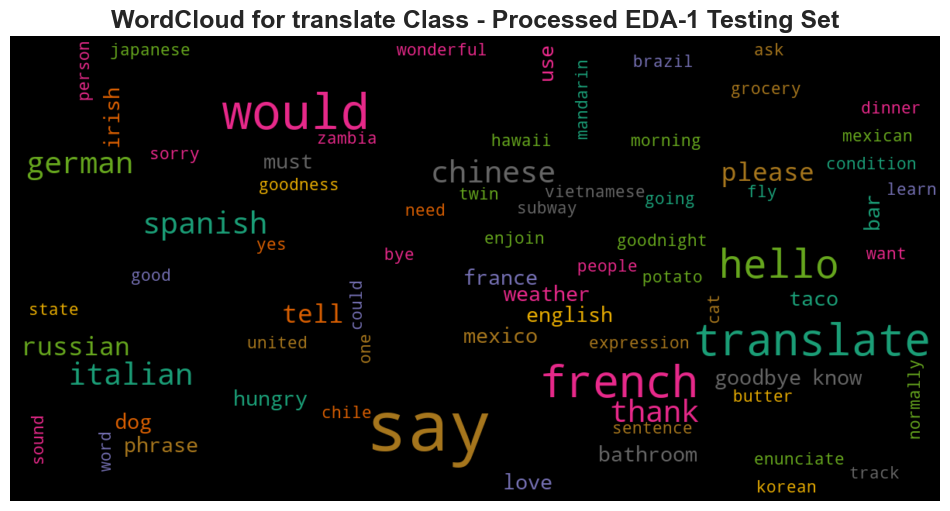 WordCloud for translate Class - Processed EDA-1 Testing Set
person
japanese
wonderful
use
brazil
ask
mandarin
grocery
irish
would
dinner
zambia
hawaii
morning
mexican
german
sorry
must
chinese
please
condition
goodness
twin
vietnamese
going
fly
learn
spanish
need
subway
bar
yes
enjoin
goodnight
want
bye
good
france
people
potato
hello
state
could
weather
cat
taco
tell
english
russian
united
one
mexico
expression
translate
italian
french
goodbye know
normally
hungry
butter
dog
chile
say
thank
sound
word
phrase
sentence
bathroom
enunciate
track
love
korean